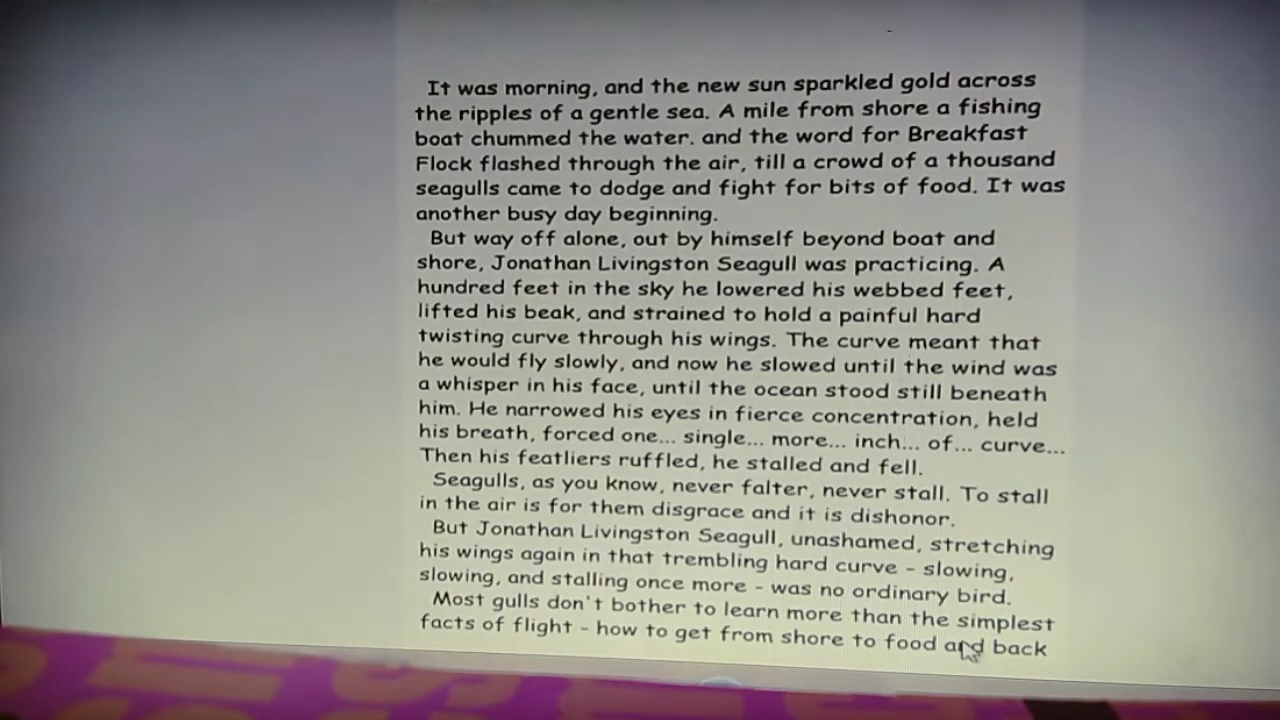 It was morning, and the new sun sparkled gold across
the ripples of a gentle sea. A mile from shore a fishing
boat chummed the water. and the word for Breakfast
Flock flashed through the air, till a crowd of a thousand
seagulls came to dodge and fight for bits of food. It was
another busy day beginning.
But way off alone, out by himself beyond boat and
shore, Jonathan Livingston Seagull was practicing. A
hundred feet in the sky he lowered his webbed feet,
lifted his beak, and strained to hold a painful hard
twisting curve through his wings. The curve meant that
he would fly slowly, and now he slowed until the wind was
a whisper in his face, until the ocean stood still beneath
him. He narrowed his eyes in fierce concentration, held
his breath, forced one... single... more... inch... of... curve...
Then his featliers ruffled, he stalled and fell.
Seagulls, as you know, never falter, never stall. To stall
in the air is for them disgrace and it is dishonor.
But Jonathan Livingston Seagull, unashamed, stretching
his wings again in that trembling hard curve - slowing,
slowing, and stalling once more - was no ordinary bird.
Most gulls don't bother to learn more than the simplest
facts of flight - how to get from shore to food and back